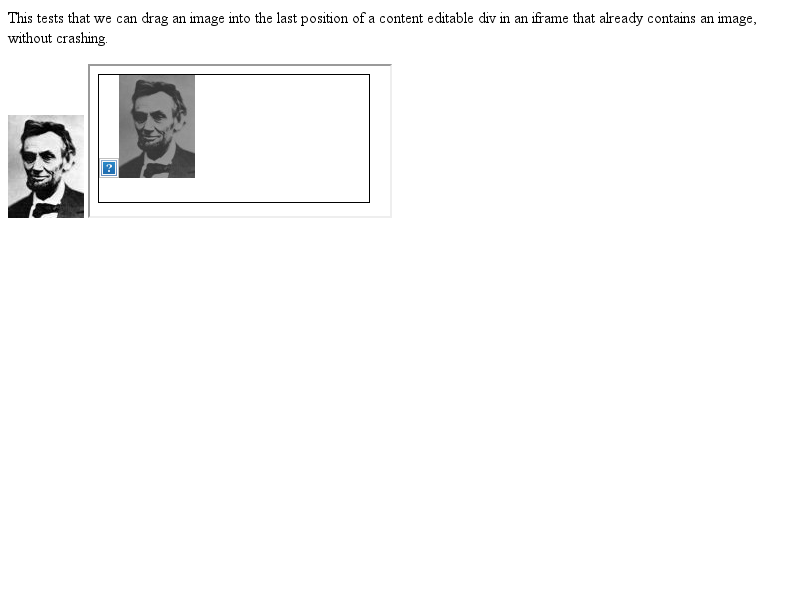 This tests that we can drag an image into the last position of a content editable div in an iframe that already contains an image,
without crashing.
?